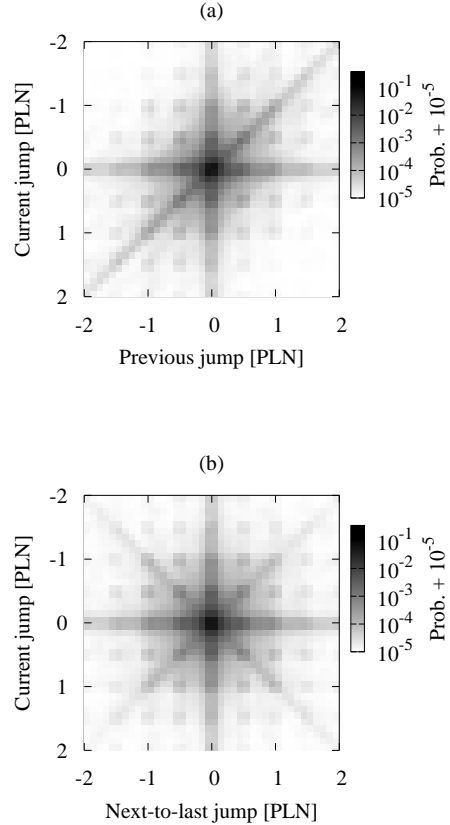 (a)
-2
-1
0
1
2
Current jump [PLN]
-2 -1 0 1 2
Previous jump [PLN]
10^-1
10^-2
10^-3
10^-4
10^-5
Prob. + 10^-5
(b)
-2
-1
0
1
2
Current jump [PLN]
-2 -1 0 1 2
Next-to-last jump [PLN]
10^-1
10^-2
10^-3
10^-4
10^-5
Prob. + 10^-5